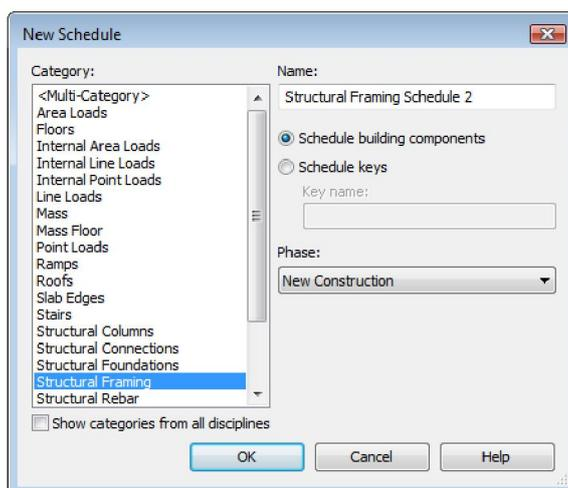 New Schedule
Category:
<Multi-Category>
Area Loads
Floors
Internal Area Loads
Internal Line Loads
Internal Point Loads
Line Loads
Mass
Mass Floor
Point Loads
Ramps
Roofs
Slab Edges
Stairs
Structural Columns
Structural Connections
Structural Foundations
Structural Framing
Structural Rebar
Show categories from all disciplines
Name:
Structural Framing Schedule 2
Schedule building components
Schedule keys
Key name:
Phase:
New Construction
OK Cancel Help